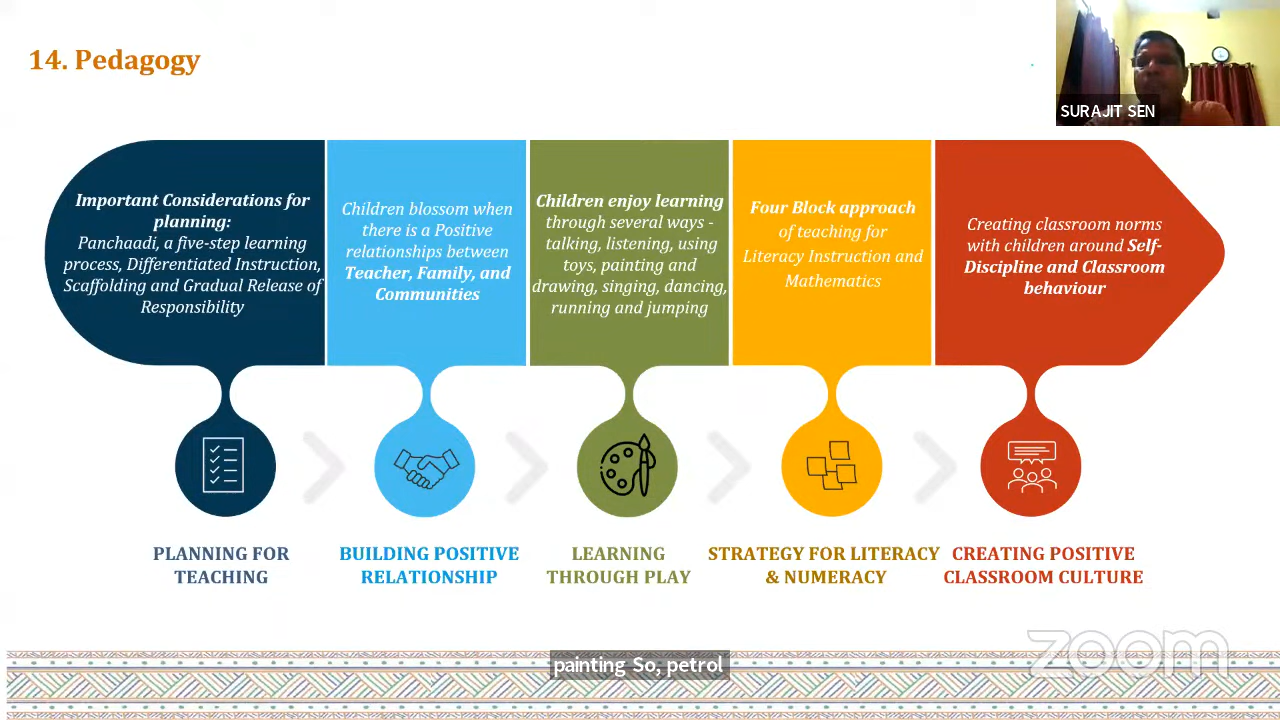 14. Pedagogy
SURAJIT SEN
Important Considerations for
planning:
Panchaadi, a five-step learning
process, Differentiated Instruction,
Scaffolding and Gradual Release of
Responsibility
Children blossom when
there is a Positive
relationships between
Teacher, Family, and
Communities
Children enjoy learning
through several ways -
talking, listening, using
toys, painting and
drawing, singing, dancing,
running and jumping
Four Block approach
of teaching for
Literacy Instruction and
Mathematics
Creating classroom norms
with children around Self-
Discipline and Classroom
behaviour
PLANNING FOR
TEACHING
BUILDING POSITIVE
RELATIONSHIP
LEARNING
THROUGH PLAY
STRATEGY FOR LITERACY
& NUMERACY
CREATING POSITIVE
CLASSROOM CULTURE
zoom
painting So, petrol